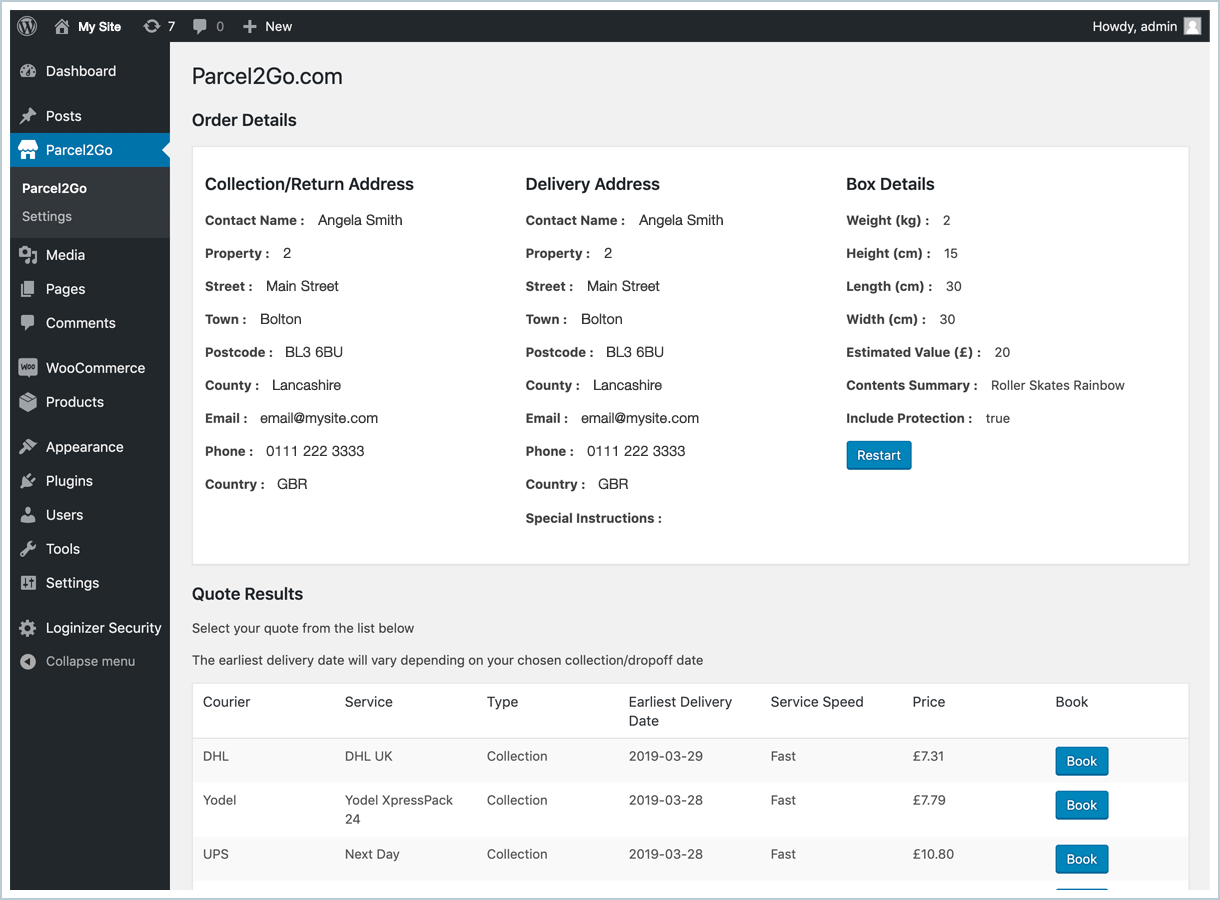 My Site 7 0 New Howdy, admin
Dashboard
Posts
Parcel2Go
Parcel2Go
Settings
Media
Pages
Comments
WooCommerce
Products
Appearance
Plugins
Users
Tools
Settings
Loginizer Security
Collapse menu
Parcel2Go.com
Order Details
Collection/Return Address
Contact Name : Angela Smith
Property : 2
Street : Main Street
Town : Bolton
Postcode : BL3 6BU
County : Lancashire
Email : email@mysite.com
Phone : 0111 222 3333
Country : GBR
Delivery Address
Contact Name : Angela Smith
Property : 2
Street : Main Street
Town : Bolton
Postcode : BL3 6BU
County : Lancashire
Email : email@mysite.com
Phone : 0111 222 3333
Country : GBR
Special Instructions :
Box Details
Weight (kg) : 2
Height (cm) : 15
Length (cm) : 30
Width (cm) : 30
Estimated Value (£) : 20
Contents Summary : Roller Skates Rainbow
Include Protection : true
Restart
Quote Results
Select your quote from the list below
The earliest delivery date will vary depending on your chosen collection/dropoff date
Courier Service Type Earliest Delivery Date Service Speed Price Book
DHL DHL UK Collection 2019-03-29 Fast £7.31 Book
Yodel Yodel XpressPack 24 Collection 2019-03-28 Fast £7.79 Book
UPS Next Day Collection 2019-03-28 Fast £10.80 Book